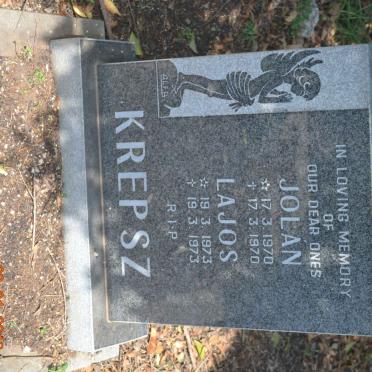 IN LOVING MEMORY
OF
OUR DEAR ONES
JOLÁN
☆ 17.3.1970
† 17.3.1970
LAJOS
☆ 19.3.1973
† 19.3.1973
R.I.P.
KREPSZ